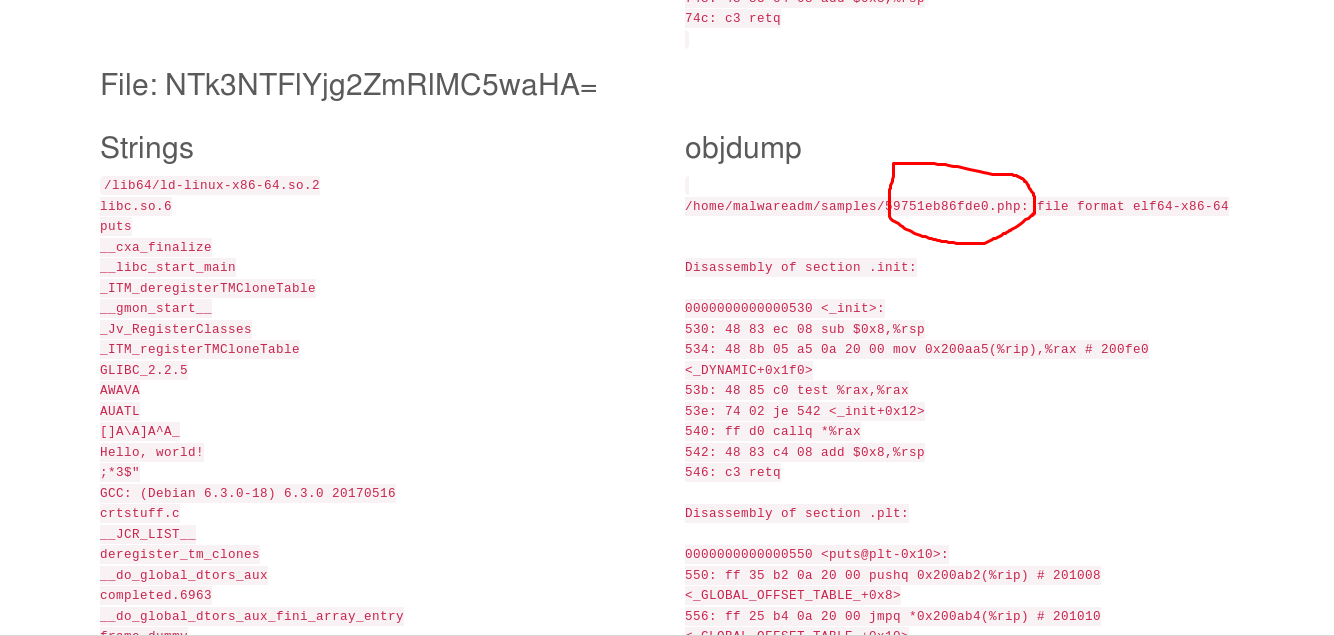 74c: c3 retq
File: NTk3NTFlYjg2ZmRlMC5waHA=
Strings
/lib64/ld-linux-x86-64.so.2
libc.so.6
puts
__cxa_finalize
__libc_start_main
_ITM_deregisterTMCloneTable
__gmon_start__
_Jv_RegisterClasses
_ITM_registerTMCloneTable
GLIBC_2.2.5
AWAVA
AUATL
[]A\A]A^A_
Hello, world!
;*3$"
GCC: (Debian 6.3.0-18) 6.3.0 20170516
crtstuff.c
__JCR_LIST__
deregister_tm_clones
__do_global_dtors_aux
completed.6963
__do_global_dtors_aux_fini_array_entry
frame_dummy
objdump
/home/malwareadm/samples/59751eb86fde0.php: file format elf64-x86-64
Disassembly of section .init:
0000000000000530 <_init>:
530: 48 83 ec 08 sub $0x8,%rsp
534: 48 8b 05 a5 0a 20 00 mov 0x200aa5(%rip),%rax # 200fe0
<_DYNAMIC+0x1f0>
53b: 48 85 c0 test %rax,%rax
53e: 74 02 je 542 <_init+0x12>
540: ff d0 callq *%rax
542: 48 83 c4 08 add $0x8,%rsp
546: c3 retq
Disassembly of section .plt:
0000000000000550 <puts@plt-0x10>:
550: ff 35 b2 0a 20 00 pushq 0x200ab2(%rip) # 201008
<_GLOBAL_OFFSET_TABLE_+0x8>
556: ff 25 b4 0a 20 00 jmpq *0x200ab4(%rip) # 201010
<_GLOBAL_OFFSET_TABLE_+0x10>